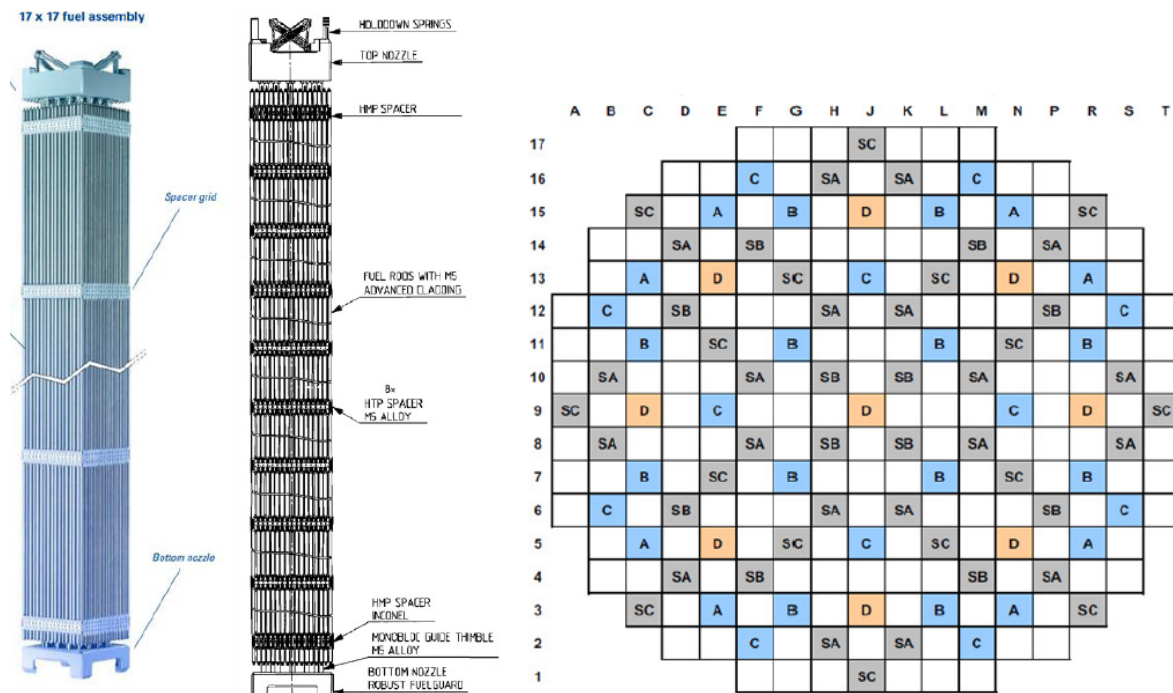 17 x 17 fuel assembly
Spacer grid
Bottom nozzle
HOLDDOWN SPRINGS
TOP NOZZLE
HMP SPACER
FUEL RODS WITH M5
ADVANCED CLADDING
8x
HTP SPACER
M5 ALLOY
HMP SPACER
INCONEL
MONOBLOC GUIDE THIMBLE
M5 ALLOY
BOTTOM NOZZLE
ROBUST FUELGUARD
A B C D E F G H J K L M N P R S T
17 SC
16 C SA SA C
15 SC A B D B A SC
14 SA SB SB SA
13 A D SC C SC D A
12 C SB SA SA SB C
11 B SC B B SC B
10 SA SA SB SB SA SA
9 SC D C D C D SC
8 SA SA SB SB SA SA
7 B SC B B SC B
6 C SB SA SA SB C
5 A D SC C SC D A
4 SA SB SB SA
3 SC A B D B A SC
2 C SA SA C
1 SC